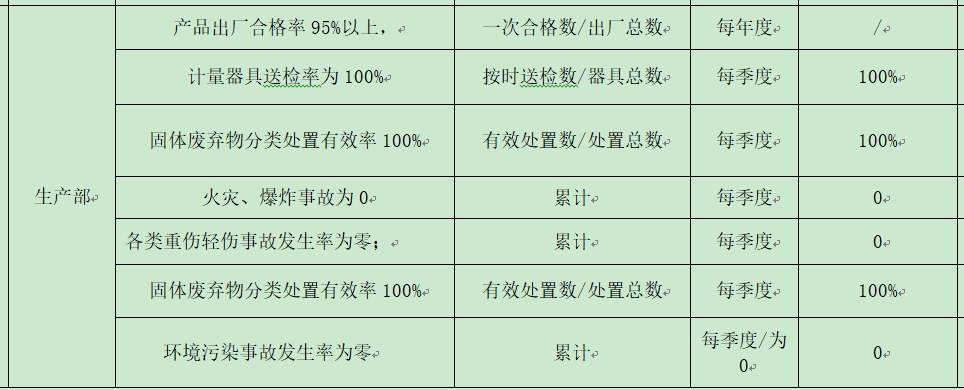 产品出厂合格率 95%以上， 一次合格数/出厂总数 每年度 /
计量器具送检率为 100% 按时送检数/器具总数 每季度 100%
固体废弃物分类处置有效率 100% 有效处置数/处置总数 每季度 100%
生产部 火灾、爆炸事故为 0 累计 每季度 0
各类重伤轻伤事故发生率为零； 累计 每季度 0
固体废弃物分类处置有效率 100% 有效处置数/处置总数 每季度 100%
环境污染事故发生率为零 累计 每季度/为
0 0